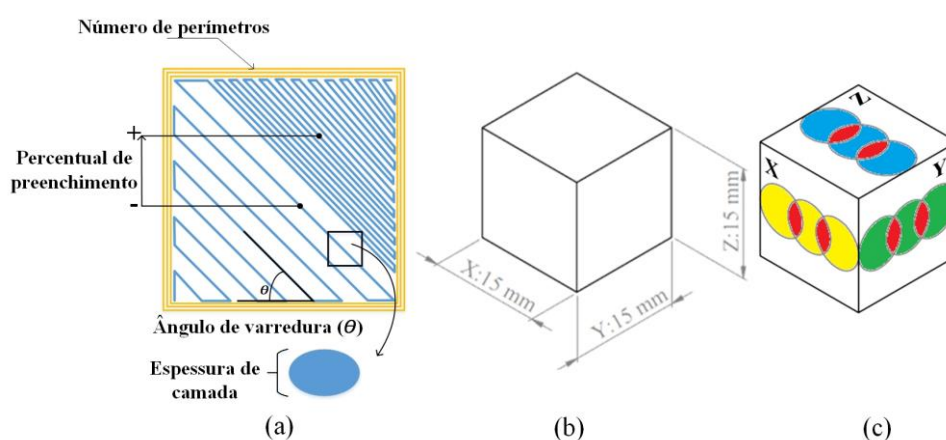 Número de perímetros
+
Percentual de
preenchimento
-
θ
Ângulo de varredura (θ)
Espessura de
camada
(a)
X:15 mm
Y:15 mm
Z:15 mm
(b)
Z
X
Y
(c)